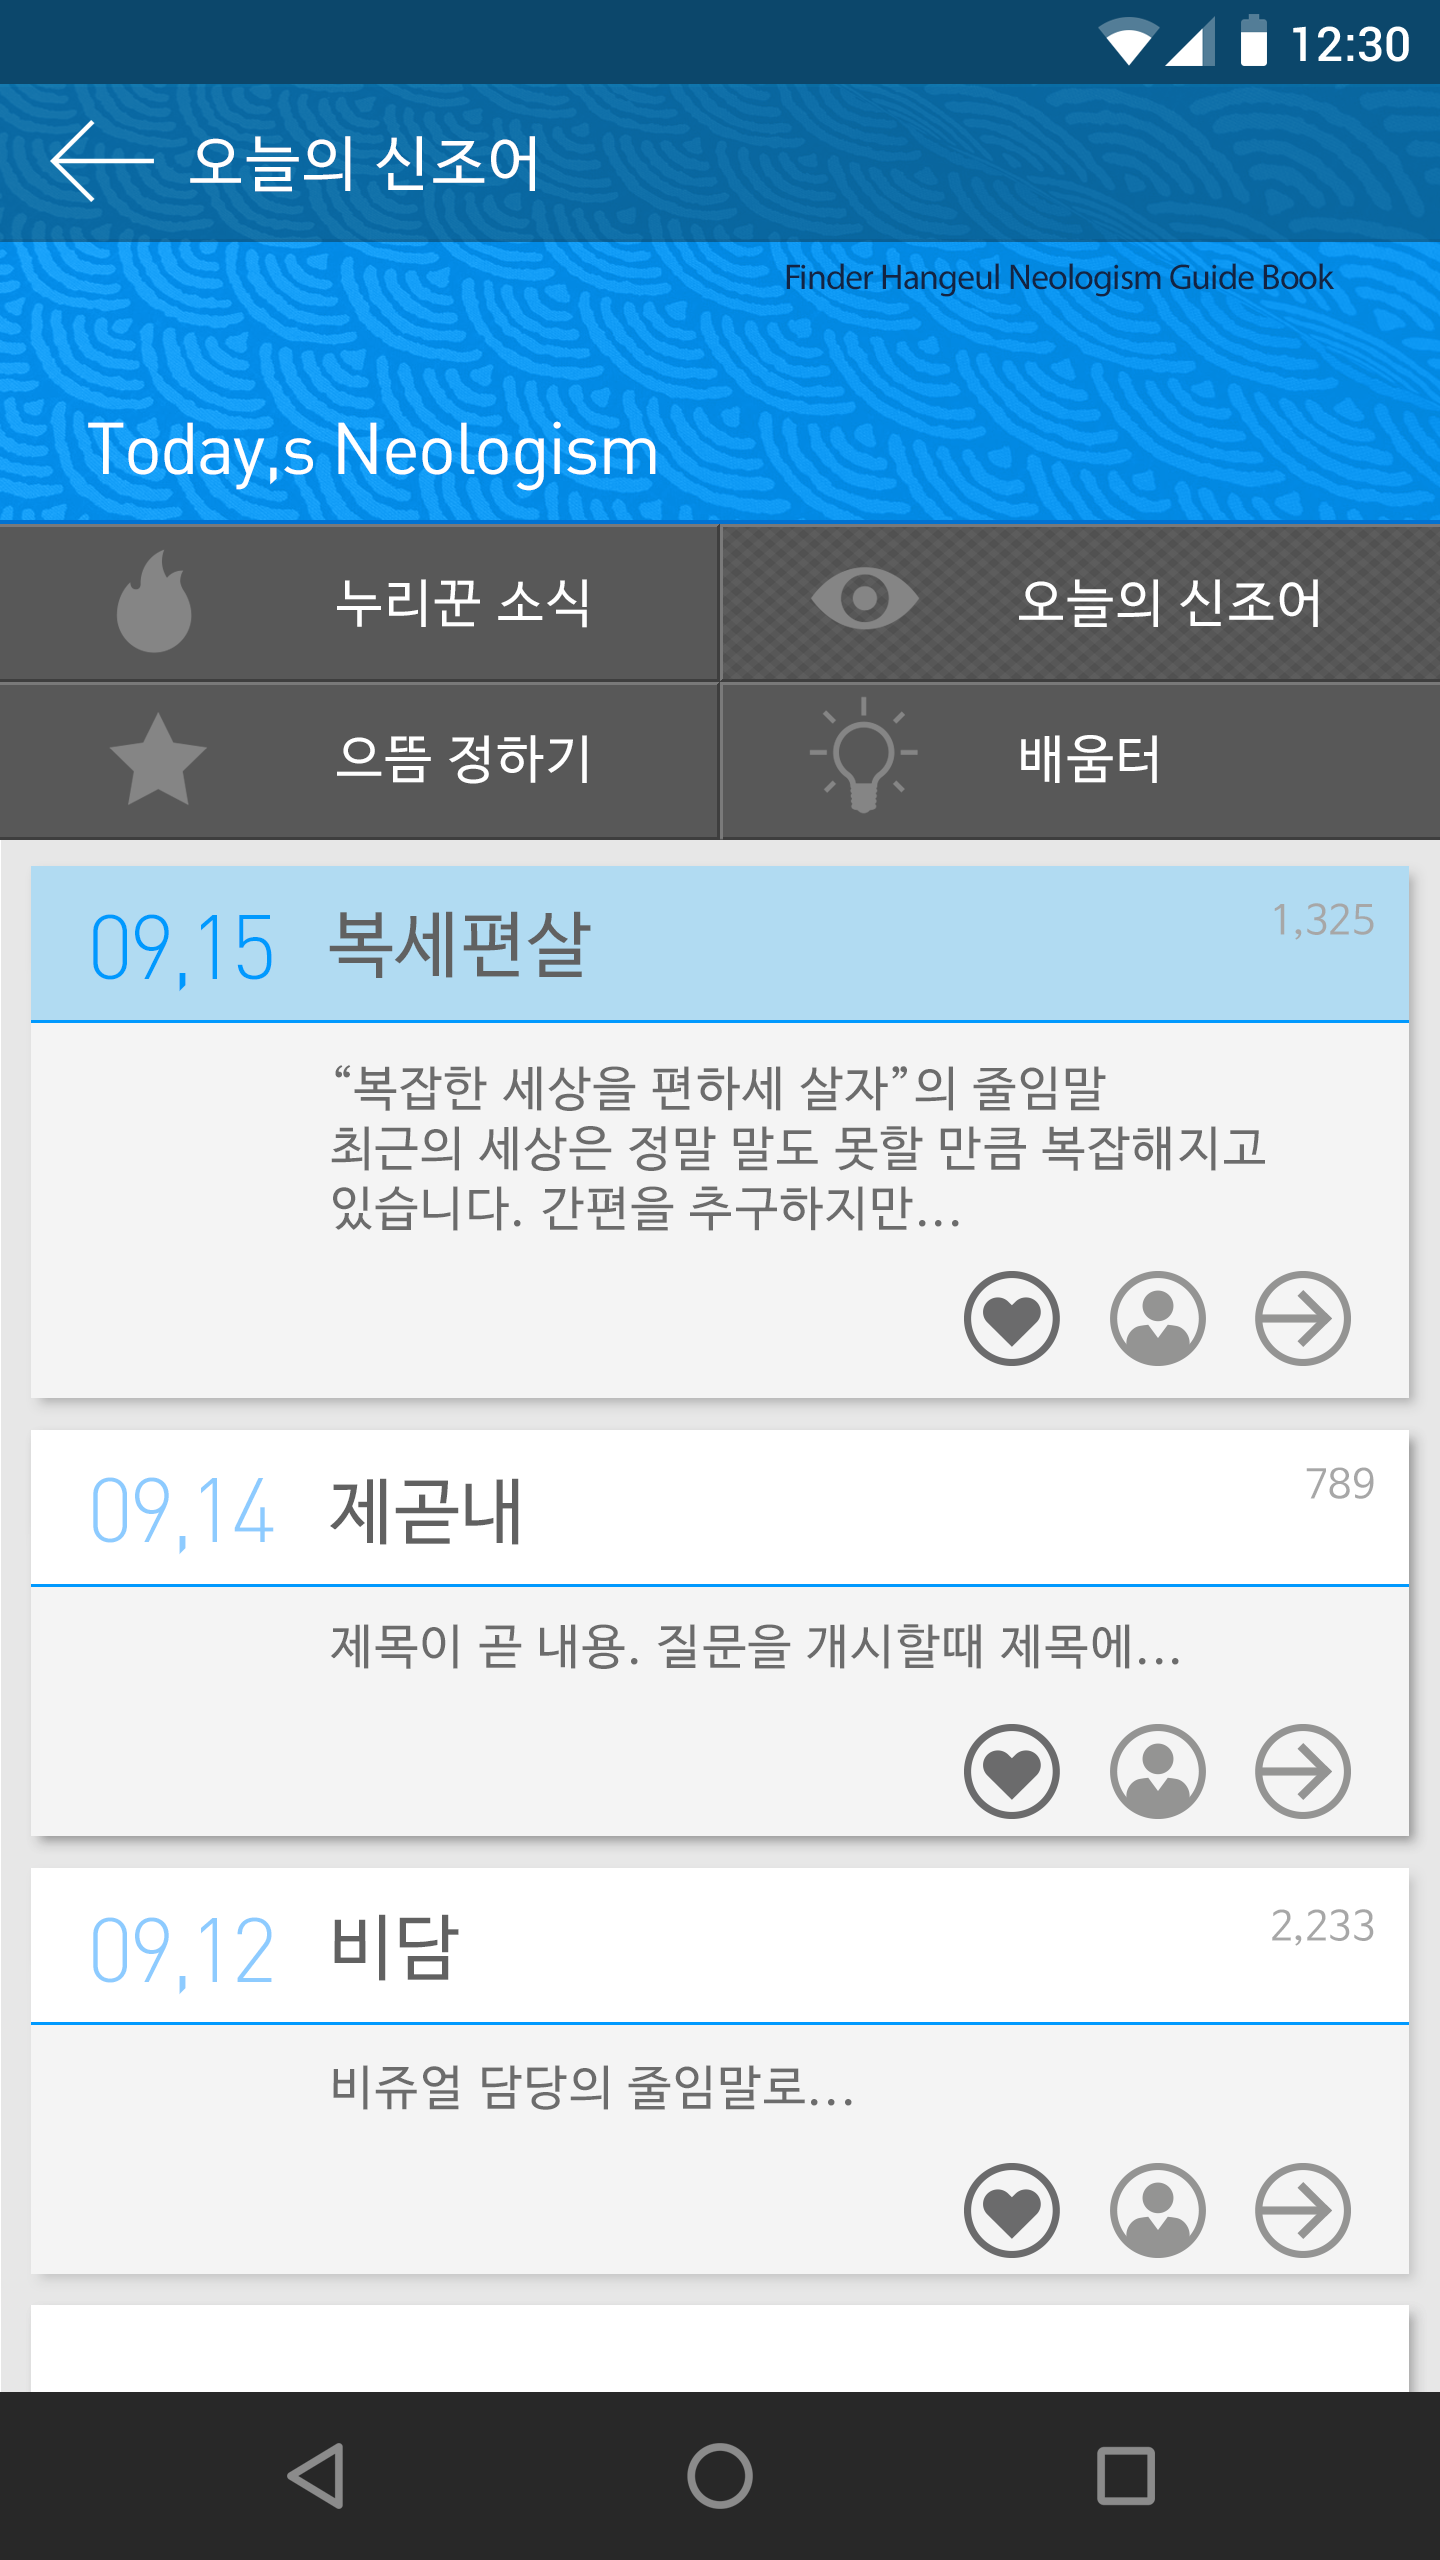 12:30
오늘의 신조어
Finder Hangeul Neologism Guide Book
Today,s Neologism
누리꾼 소식
오늘의 신조어
으뜸 정하기
배움터
09,15 복세편살 1,325
“복잡한 세상을 편하세 살자”의 줄임말
최근의 세상은 정말 말도 못할 만큼 복잡해지고
있습니다. 간편을 추구하지만...
09,14 제곧내 789
제목이 곧 내용. 질문을 개시할때 제목에...
09,12 비담 2,233
비쥬얼 담당의 줄임말로...